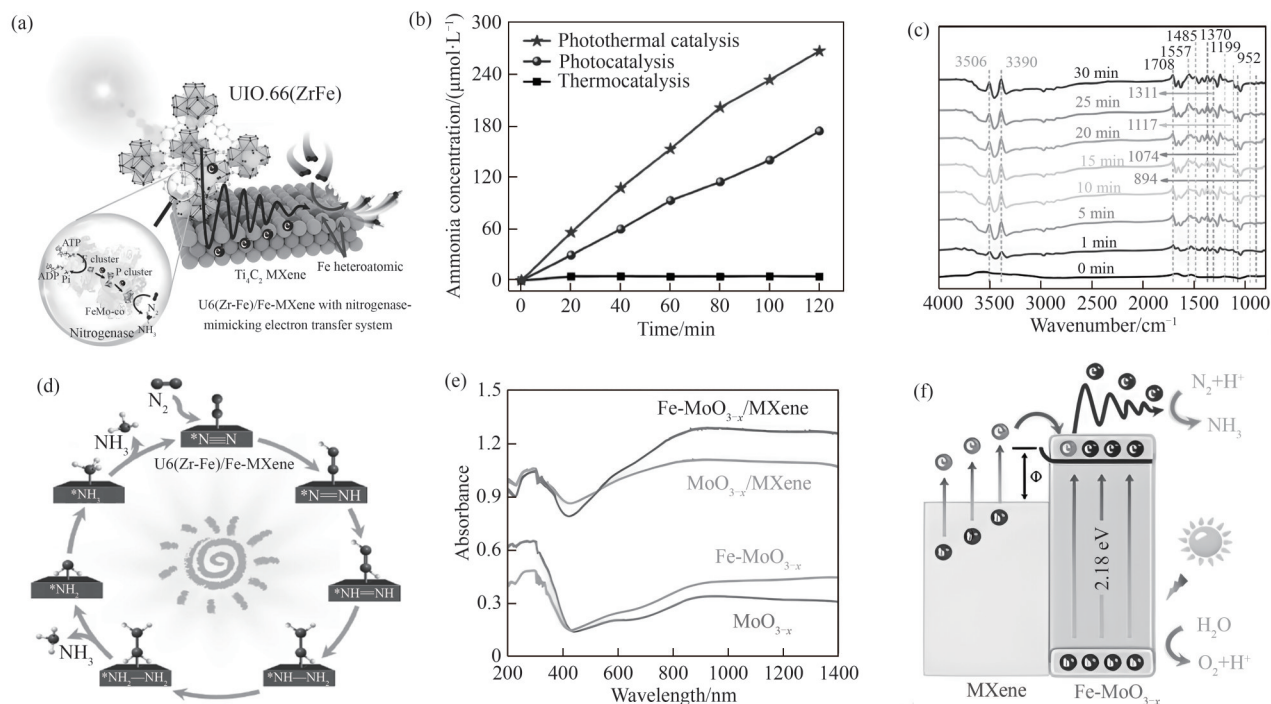 (a)
UIO.66(ZrFe)
ATP
ADP Pi
F cluster
P cluster
FeMo-co
N2
NH3
Nitrogenase
Ti4C2 MXene
Fe heteroatomic
U6(Zr-Fe)/Fe-MXene with nitrogenase-
mimicking electron transfer system
(b)
Ammonia concentration/(μmol·L⁻¹)
300
240
180
120
60
0
Photothermal catalysis
Photocatalysis
Thermocatalysis
0 20 40 60 80 100 120
Time/min
(c)
1485 1370
1557 1199
3506 3390 1708 952
30 min
1311
25 min
1117
20 min
1074
15 min
894
10 min
5 min
1 min
0 min
4000 3500 3000 2500 2000 1500 1000
Wavenumber/cm⁻¹
(d)
N2
*N≡N
U6(Zr-Fe)/Fe-MXene
*N=NH
*NH=NH
*NH—NH2
*NH2—NH2
NH3
*NH2
*NH3
NH3
(e)
Absorbance
1.5
1.2
0.9
0.6
0.3
0
Fe-MoO3−x/MXene
MoO3−x/MXene
Fe-MoO3−x
MoO3−x
200 400 600 800 1000 1200 1400
Wavelength/nm
(f)
N2+H⁺
NH3
Φ
2.18 eV
H2O
O2+H⁺
MXene
Fe-MoO3−x